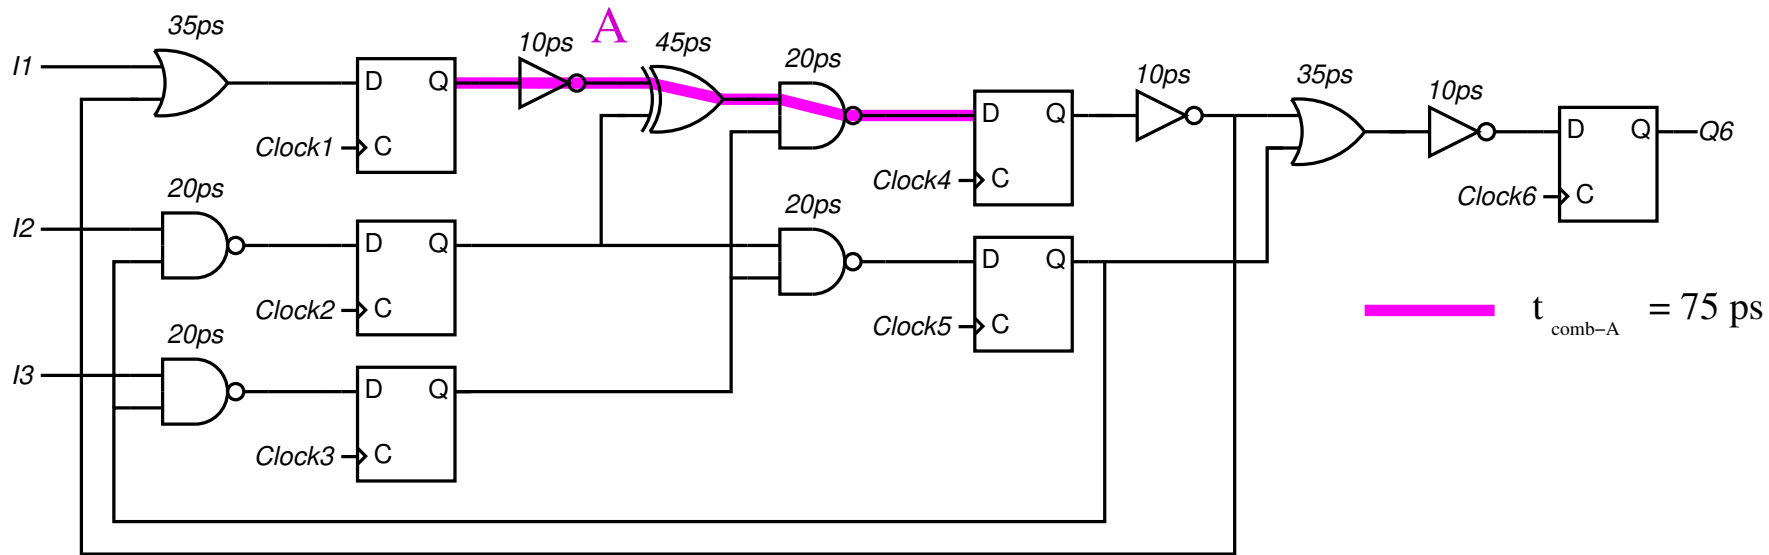 35ps
10ps
A
45ps
20ps
10ps
35ps
10ps
I1
D Q
Clock1
C
D Q
Clock4
C
D Q
Q6
Clock6
C
20ps
20ps
I2
D Q
Clock2
C
D Q
Clock5
C
t comb-A = 75 ps
20ps
I3
D Q
Clock3
C